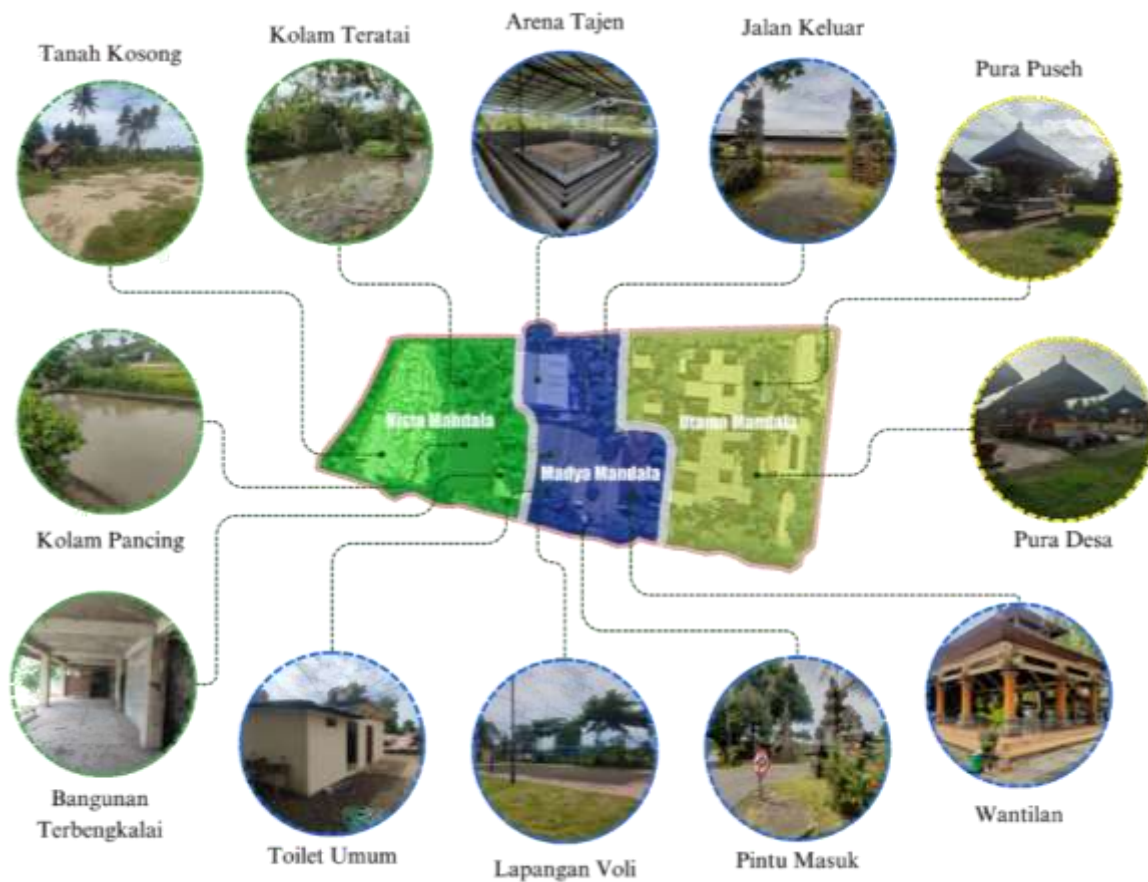 Tanah Kosong
Kolam Teratai
Arena Tajen
Jalan Keluar
Pura Puseh
Mandala
Utama Mandala
Madya Mandala
Kolam Pancing
Pura Desa
Bangunan
Terbengkalai
Toilet Umum
Lapangan Voli
Pintu Masuk
Wantilan